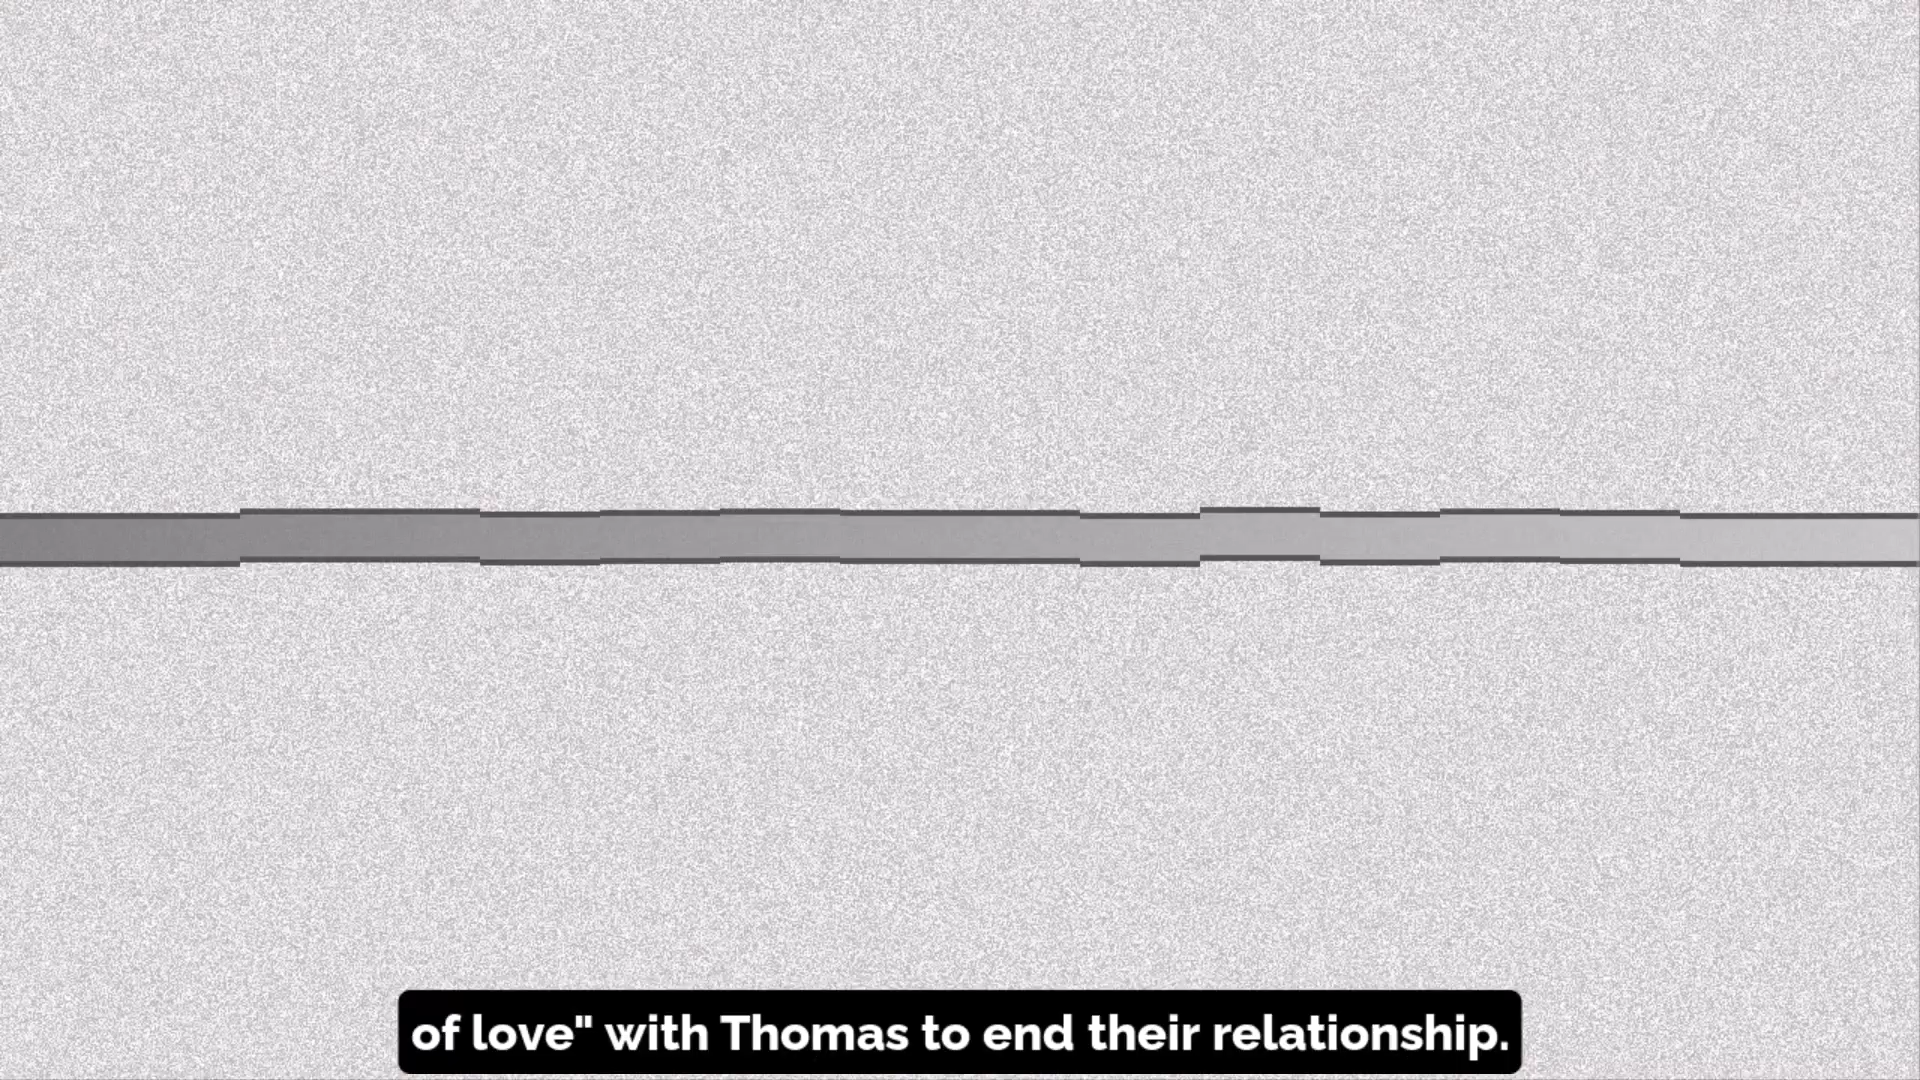 of love" with Thomas to end their relationship.